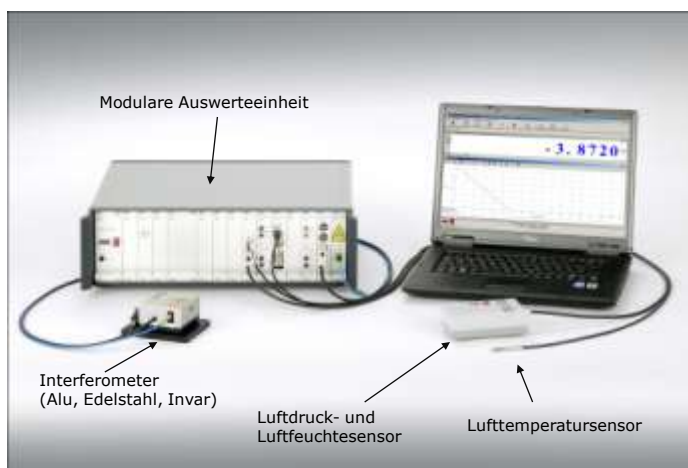 Modulare Auswerteeinheit
-3.8720
Interferometer
(Alu, Edelstahl, Invar)
Luftdruck- und
Luftfeuchtesensor
Lufttemperatursensor